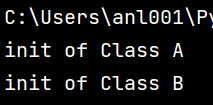 C:\Users\anl001\Py
init of Class A
init of Class B